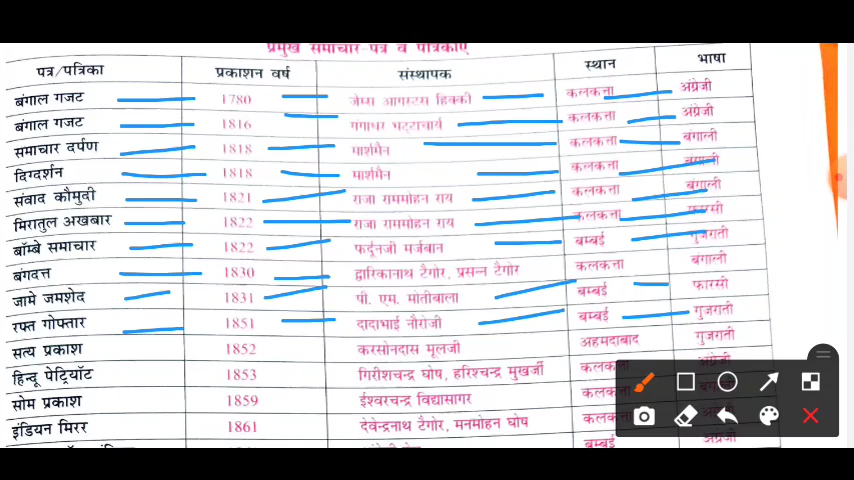 प्रमुख समाचार-पत्र व पत्रिकाएँ
पत्र/पत्रिका प्रकाशन वर्ष संस्थापक स्थान भाषा
बंगाल गजट 1780 जेम्स आगस्टस हिक्की कलकत्ता अंग्रेजी
बंगाल गजट 1816 गंगाधर भट्टाचार्य कलकत्ता अंग्रेजी
समाचार दर्पण 1818 मार्शमैन कलकत्ता बंगाली
दिग्दर्शन 1818 मार्शमैन कलकत्ता बंगाली
संवाद कौमुदी 1821 राजा राममोहन राय कलकत्ता बंगाली
मिरातुल अखबार 1822 राजा राममोहन राय कलकत्ता फारसी
बॉम्बे समाचार 1822 फर्दूनजी मर्जबान बम्बई गुजराती
बंगदत्त 1830 द्वारिकानाथ टैगोर, प्रसन्न टैगोर कलकत्ता बंगाली
जामे जमशेद 1831 पी. एम. मोतीबाला बम्बई फारसी
रफ्त गोफ्तार 1851 दादाभाई नौरोजी बम्बई गुजराती
सत्य प्रकाश 1852 करसोनदास मूलजी अहमदाबाद गुजराती
हिन्दू पेट्रियॉट 1853 गिरीशचन्द्र घोष, हरिश्चन्द्र मुखर्जी
सोम प्रकाश 1859 ईश्वरचन्द्र विद्यासागर
इंडियन मिरर 1861 देवेन्द्रनाथ टैगोर, मनमोहन घोष
बम्बई अंग्रेजी